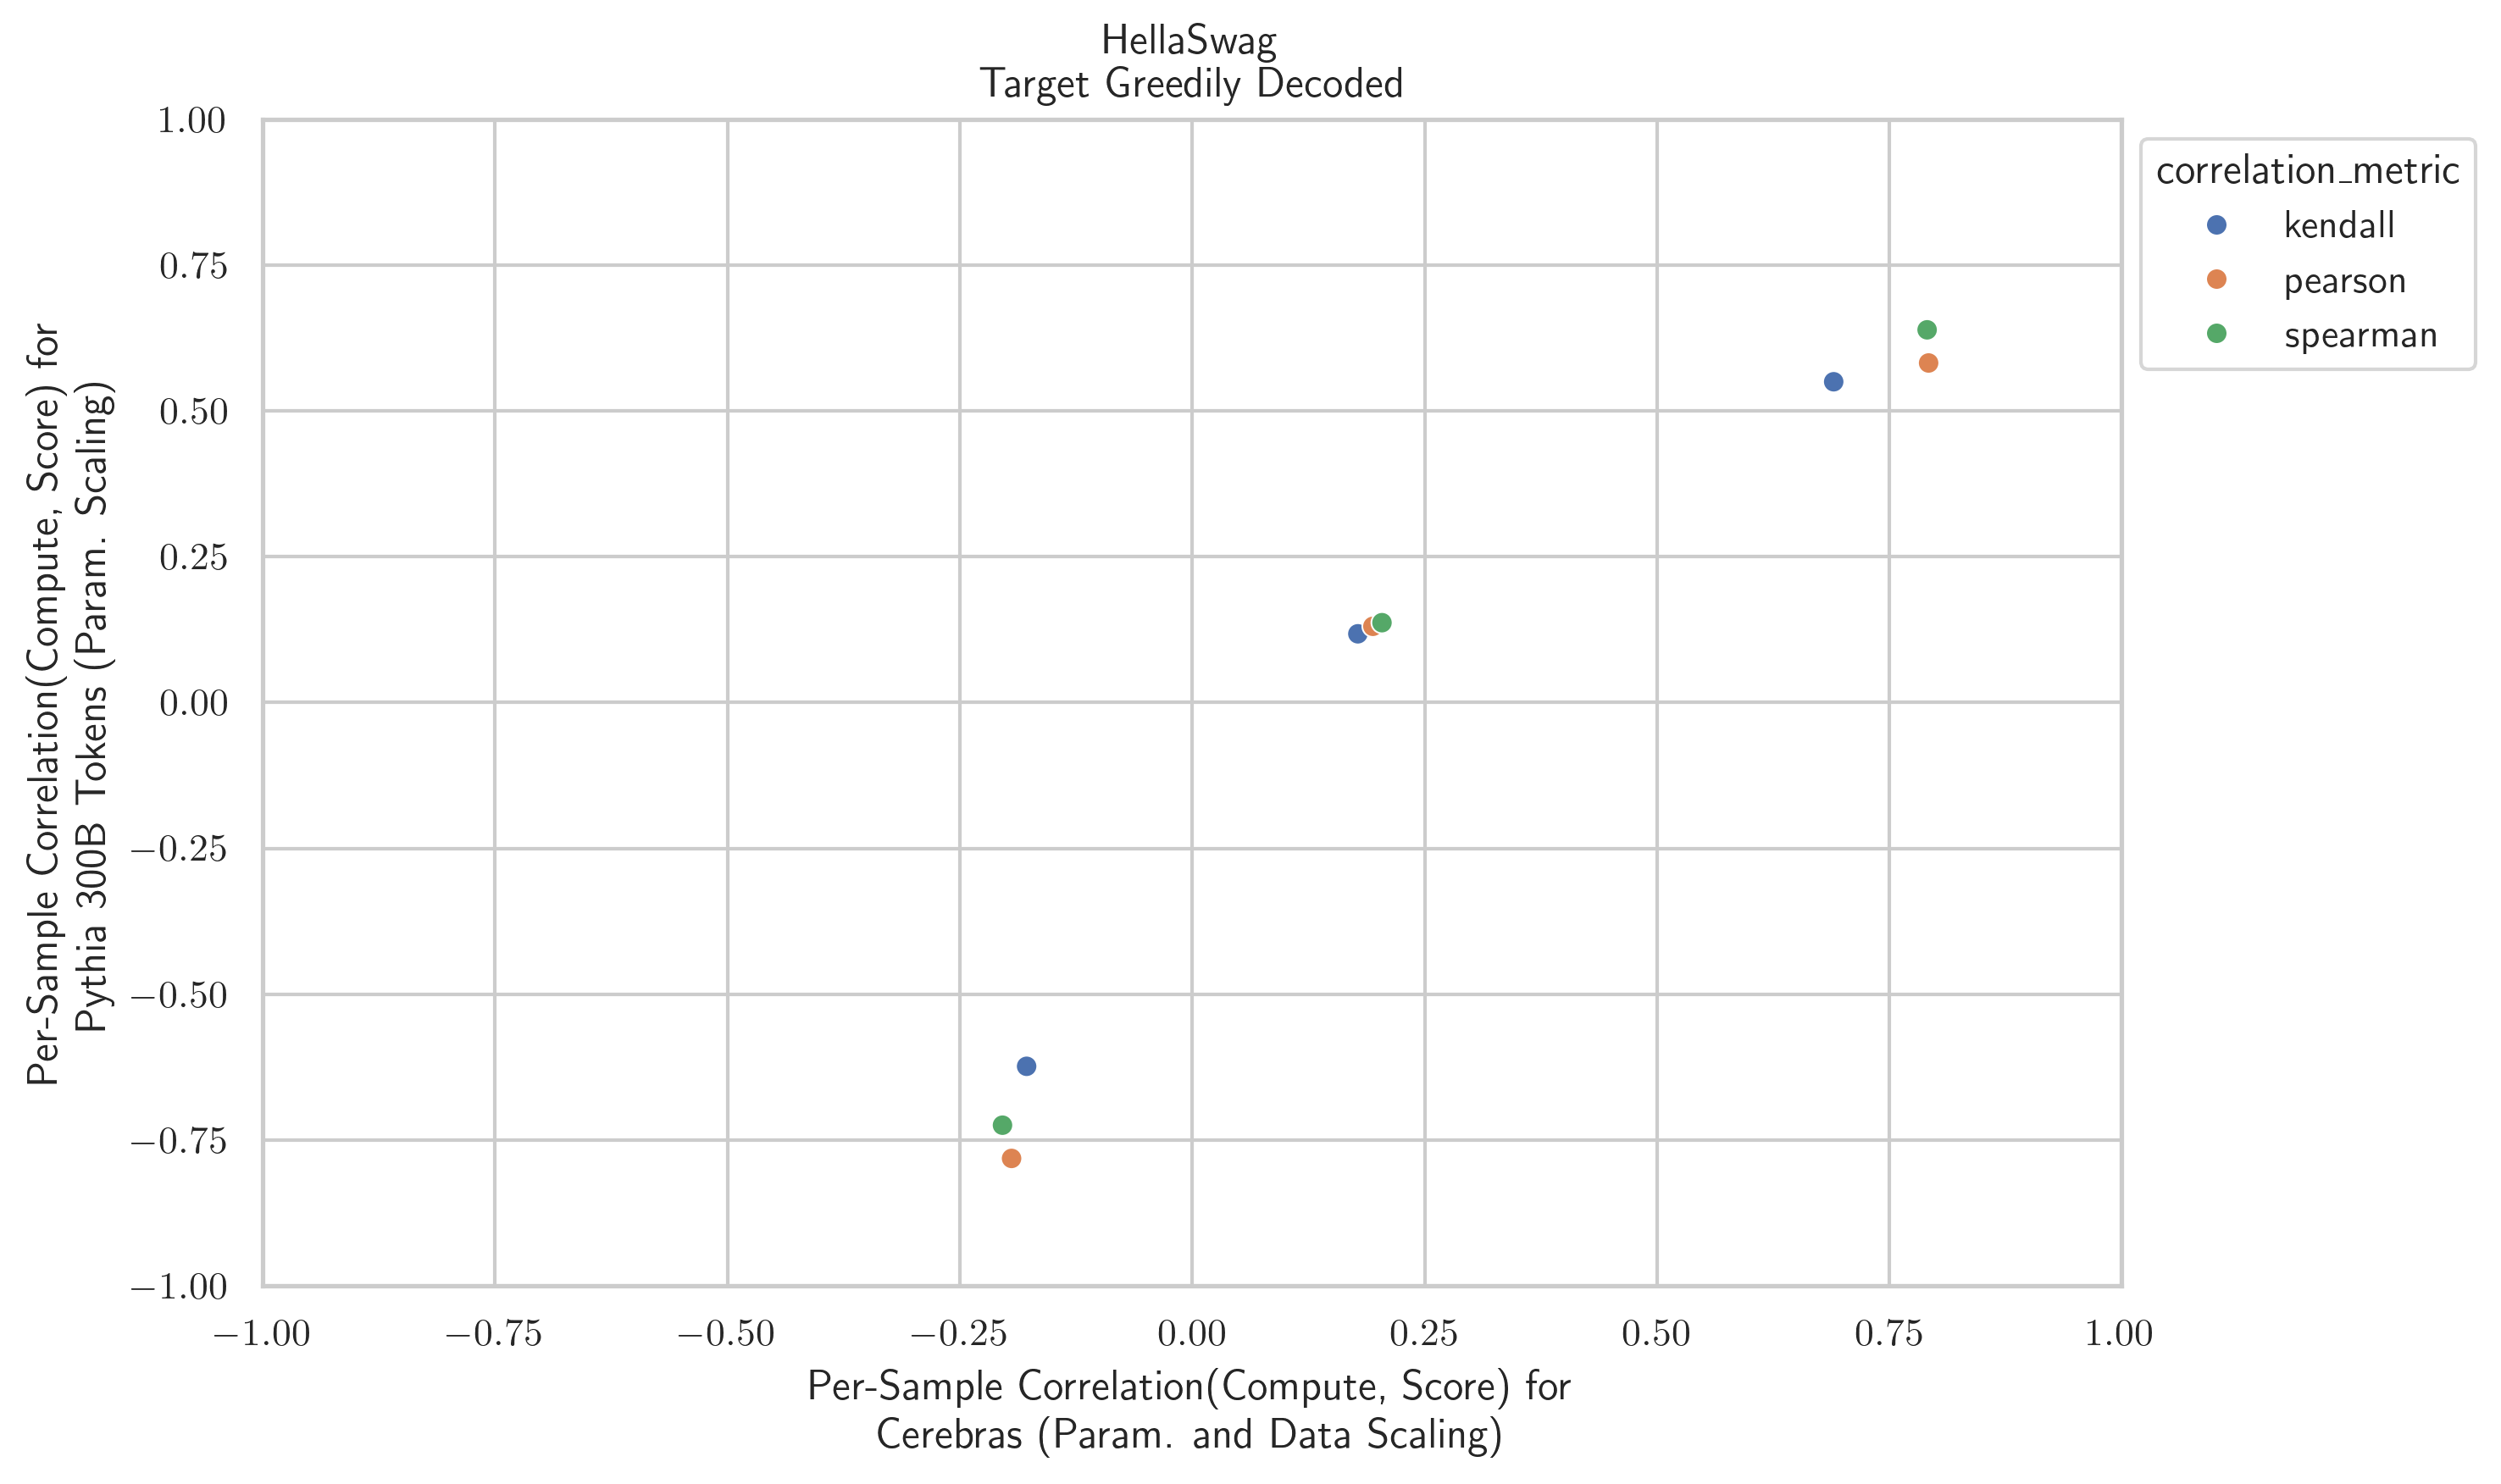 HellaSwag
Target Greedily Decoded
1.00
0.75
0.50
0.25
0.00
−0.25
−0.50
−0.75
−1.00
Per-Sample Correlation(Compute, Score) for
Pythia 300B Tokens (Param. Scaling)
−1.00 −0.75 −0.50 −0.25 0.00 0.25 0.50 0.75 1.00
Per-Sample Correlation(Compute, Score) for
Cerebras (Param. and Data Scaling)
correlation_metric
kendall
pearson
spearman